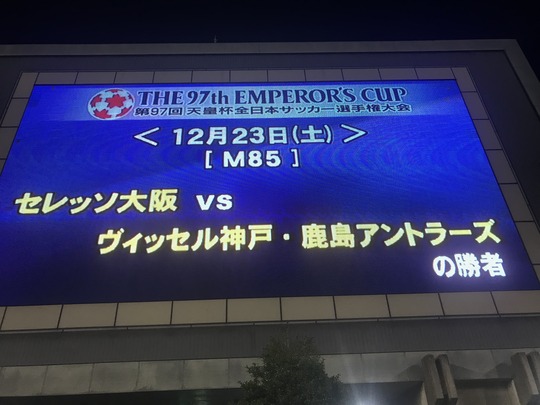 THE 97th EMPEROR'S CUP
第97回 天皇杯全日本サッカー選手権大会
＜ 12月23日(土) ＞
[ M85 ]
セレッソ大阪 vs
ヴィッセル神戸・鹿島アントラーズ
の勝者